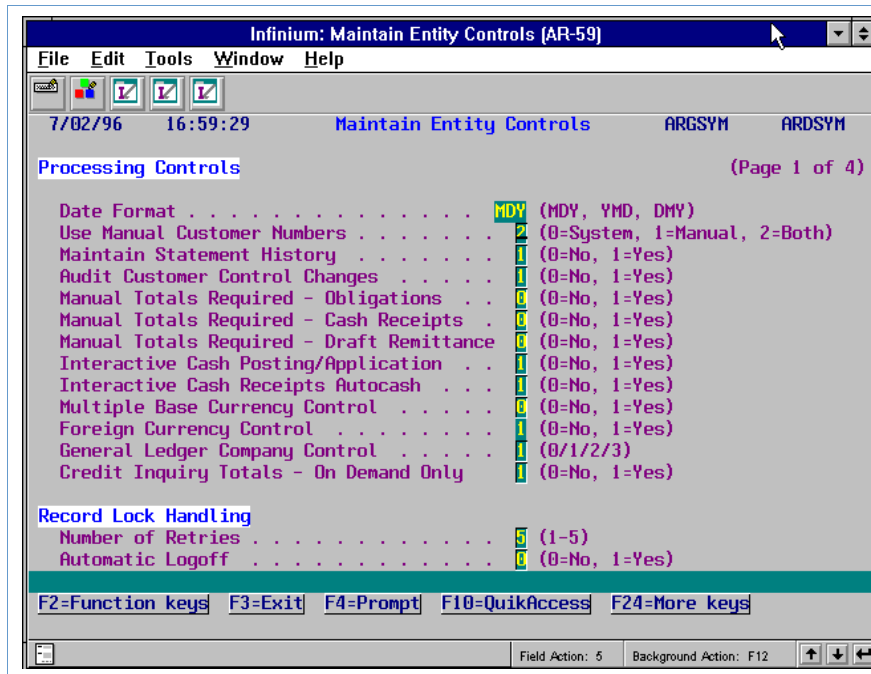 Infinium: Maintain Entity Controls (AR-59)
File Edit Tools Window Help
7/02/96 16:59:29 Maintain Entity Controls ARGSYM ARDSYM
Processing Controls (Page 1 of 4)
Date Format . . . . . . . . . . . . . . MDY (MDY, YMD, DMY)
Use Manual Customer Numbers . . . . . . . 2 (0=System, 1=Manual, 2=Both)
Maintain Statement History . . . . . . 1 (0=No, 1=Yes)
Audit Customer Control Changes . . . . . 1 (0=No, 1=Yes)
Manual Totals Required - Obligations . . 0 (0=No, 1=Yes)
Manual Totals Required - Cash Receipts . 0 (0=No, 1=Yes)
Manual Totals Required - Draft Remittance 0 (0=No, 1=Yes)
Interactive Cash Posting/Application . . 1 (0=No, 1=Yes)
Interactive Cash Receipts Autocash . . . 1 (0=No, 1=Yes)
Multiple Base Currency Control . . . . . 0 (0=No, 1=Yes)
Foreign Currency Control . . . . . . . . 1 (0=No, 1=Yes)
General Ledger Company Control . . . . . 1 (0/1/2/3)
Credit Inquiry Totals - On Demand Only 1 (0=No, 1=Yes)
Record Lock Handling
Number of Retries . . . . . . . . . . . . 5 (1-5)
Automatic Logoff . . . . . . . . . . . . 0 (0=No, 1=Yes)
F2=Function keys F3=Exit F4=Prompt F10=QuikAccess F24=More keys
Field Action: 5 Background Action: F12